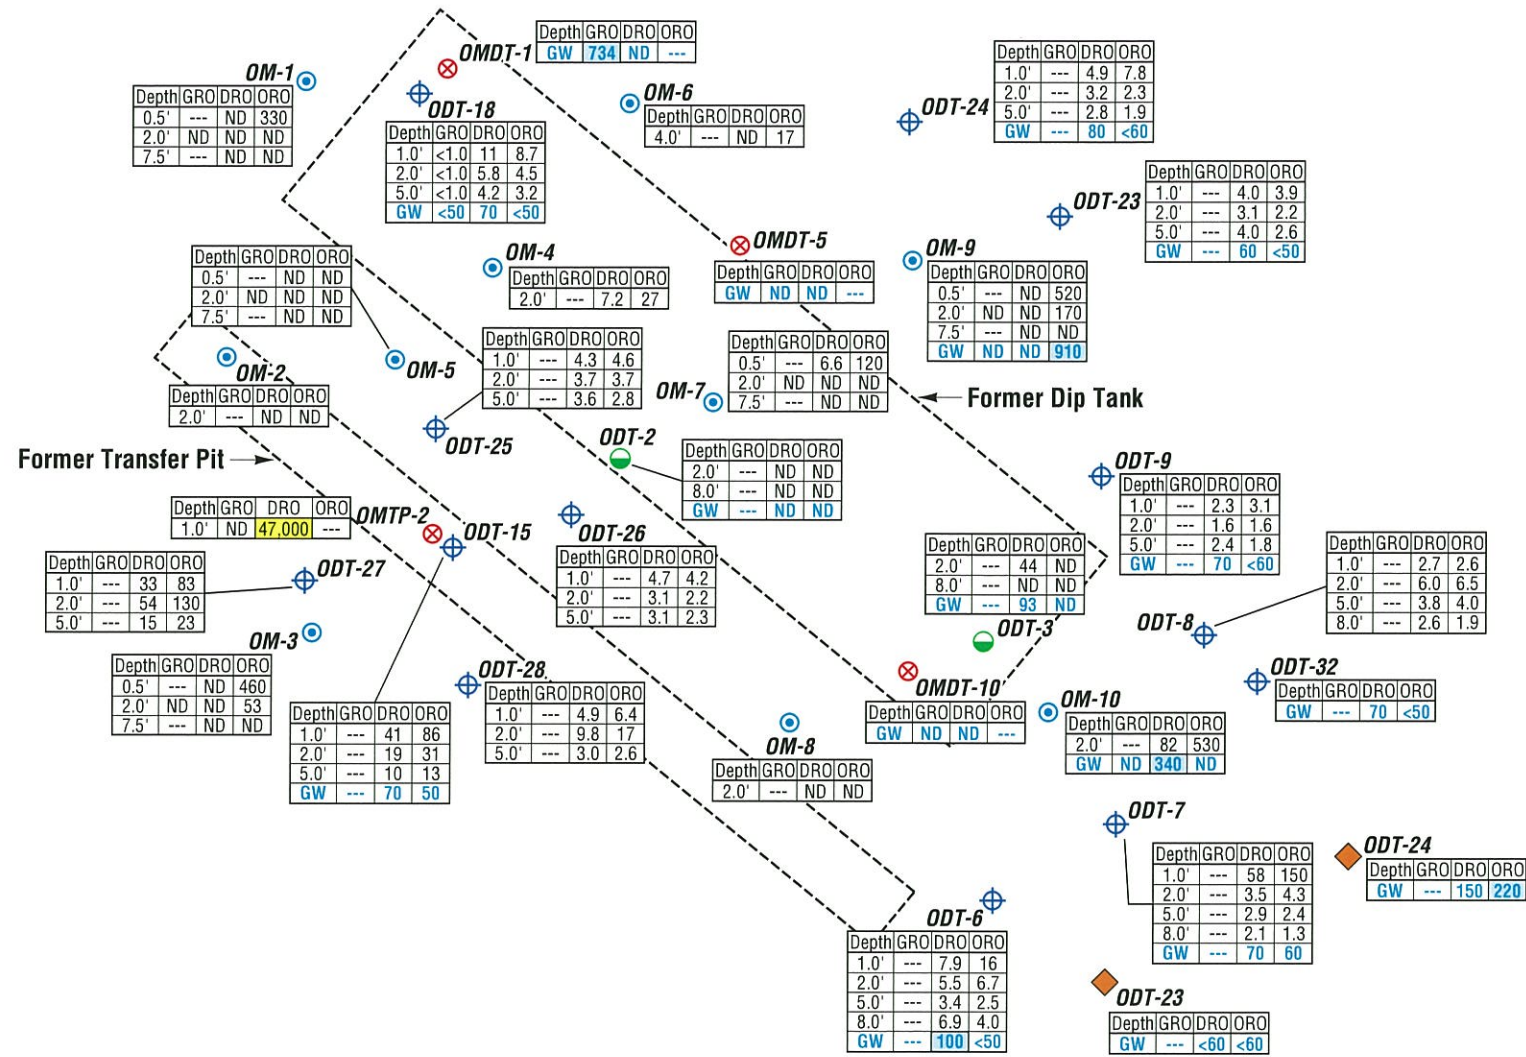 OMDT-1
Depth GRO DRO ORO
GW 734 ND ---
OM-1
Depth GRO DRO ORO
0.5' --- ND 330
2.0' ND ND ND
7.5' --- ND ND
ODT-18
Depth GRO DRO ORO
1.0' <1.0 11 8.7
2.0' <1.0 5.8 4.5
5.0' <1.0 4.2 3.2
GW <50 70 <50
OM-6
Depth GRO DRO ORO
4.0' --- ND 17
ODT-24
Depth GRO DRO ORO
1.0' --- 4.9 7.8
2.0' --- 3.2 2.3
5.0' --- 2.8 1.9
GW --- 80 <60
ODT-23
Depth GRO DRO ORO
1.0' --- 4.0 3.9
2.0' --- 3.1 2.2
5.0' --- 4.0 2.6
GW --- 60 <50
Depth GRO DRO ORO
0.5' --- ND ND
2.0' ND ND ND
7.5' --- ND ND
OM-5
OM-4
Depth GRO DRO ORO
2.0' --- 7.2 27
OMDT-5
Depth GRO DRO ORO
GW ND ND ---
OM-9
Depth GRO DRO ORO
0.5' --- ND 520
2.0' ND ND 170
7.5' --- ND ND
GW ND ND 910
OM-2
Depth GRO DRO ORO
2.0' --- ND ND
Depth GRO DRO ORO
1.0' --- 4.3 4.6
2.0' --- 3.7 3.7
5.0' --- 3.6 2.8
ODT-25
OM-7
Depth GRO DRO ORO
0.5' --- 6.6 120
2.0' ND ND ND
7.5' --- ND ND
Former Dip Tank
Former Transfer Pit
ODT-2
Depth GRO DRO ORO
2.0' --- ND ND
8.0' --- ND ND
GW --- ND ND
ODT-9
Depth GRO DRO ORO
1.0' --- 2.3 3.1
2.0' --- 1.6 1.6
5.0' --- 2.4 1.8
GW --- 70 <60
OMTP-2
Depth GRO DRO ORO
1.0' ND 47,000 ---
ODT-15
ODT-26
Depth GRO DRO ORO
1.0' --- 4.7 4.2
2.0' --- 3.1 2.2
5.0' --- 3.1 2.3
Depth GRO DRO ORO
2.0' --- 44 ND
8.0' --- ND ND
GW --- 93 ND
ODT-3
ODT-8
Depth GRO DRO ORO
1.0' --- 2.7 2.6
2.0' --- 6.0 6.5
5.0' --- 3.8 4.0
8.0' --- 2.6 1.9
Depth GRO DRO ORO
1.0' --- 33 83
2.0' --- 54 130
5.0' --- 15 23
ODT-27
OM-3
Depth GRO DRO ORO
0.5' --- ND 460
2.0' ND ND 53
7.5' --- ND ND
Depth GRO DRO ORO
1.0' --- 41 86
2.0' --- 19 31
5.0' --- 10 13
GW --- 70 50
ODT-28
Depth GRO DRO ORO
1.0' --- 4.9 6.4
2.0' --- 9.8 17
5.0' --- 3.0 2.6
OM-8
Depth GRO DRO ORO
2.0' --- ND ND
OMDT-10
Depth GRO DRO ORO
GW ND ND ---
OM-10
Depth GRO DRO ORO
2.0' --- 82 530
GW ND 340 ND
ODT-32
Depth GRO DRO ORO
GW --- 70 <50
ODT-7
Depth GRO DRO ORO
1.0' --- 58 150
2.0' --- 3.5 4.3
5.0' --- 2.9 2.4
8.0' --- 2.1 1.3
GW --- 70 60
ODT-24
Depth GRO DRO ORO
GW --- 150 220
ODT-6
Depth GRO DRO ORO
1.0' --- 7.9 16
2.0' --- 5.5 6.7
5.0' --- 3.4 2.5
8.0' --- 6.9 4.0
GW --- 100 <50
ODT-23
Depth GRO DRO ORO
GW --- <60 <60